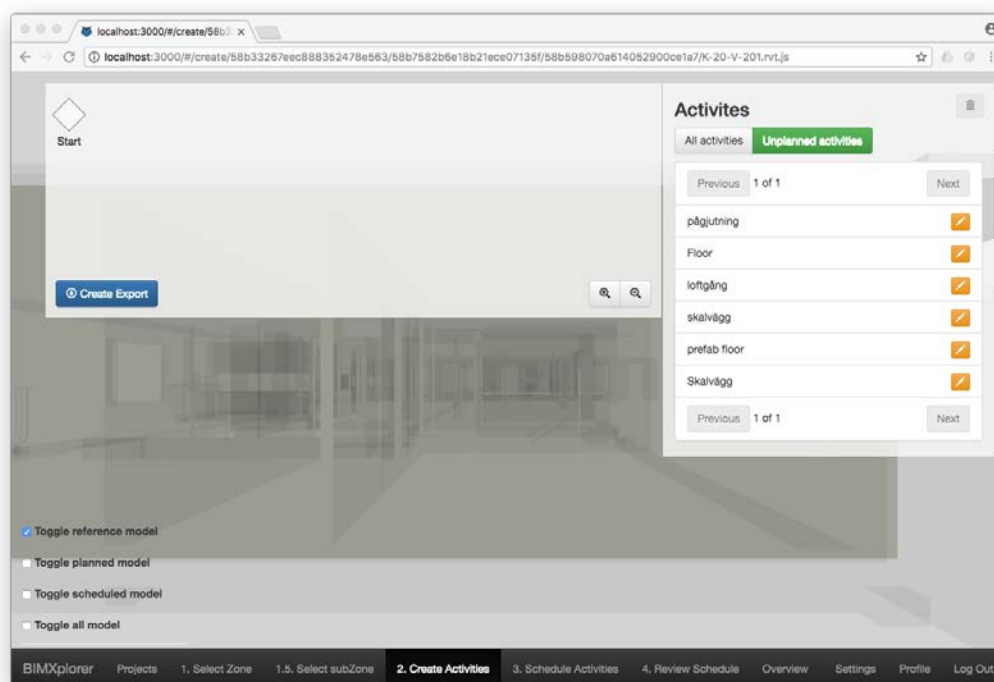 localhost:3000/#/create/58b3
localhost:3000/#/create/58b33267eec888352478e563/58b7582b6e18b21ece07135f/58b598070a614052900ce1a7/K-20-V-201.rvt.js
Start
Create Export
Activites
All activities Unplanned activities
Previous 1 of 1 Next
pågjutning
Floor
loftgång
skalvägg
prefab floor
Skalvägg
Previous 1 of 1 Next
Toggle reference model
Toggle planned model
Toggle scheduled model
Toggle all model
BIMXplorer Projects 1. Select Zone 1.5. Select subZone 2. Create Activities 3. Schedule Activities 4. Review Schedule Overview Settings Profile Log Out